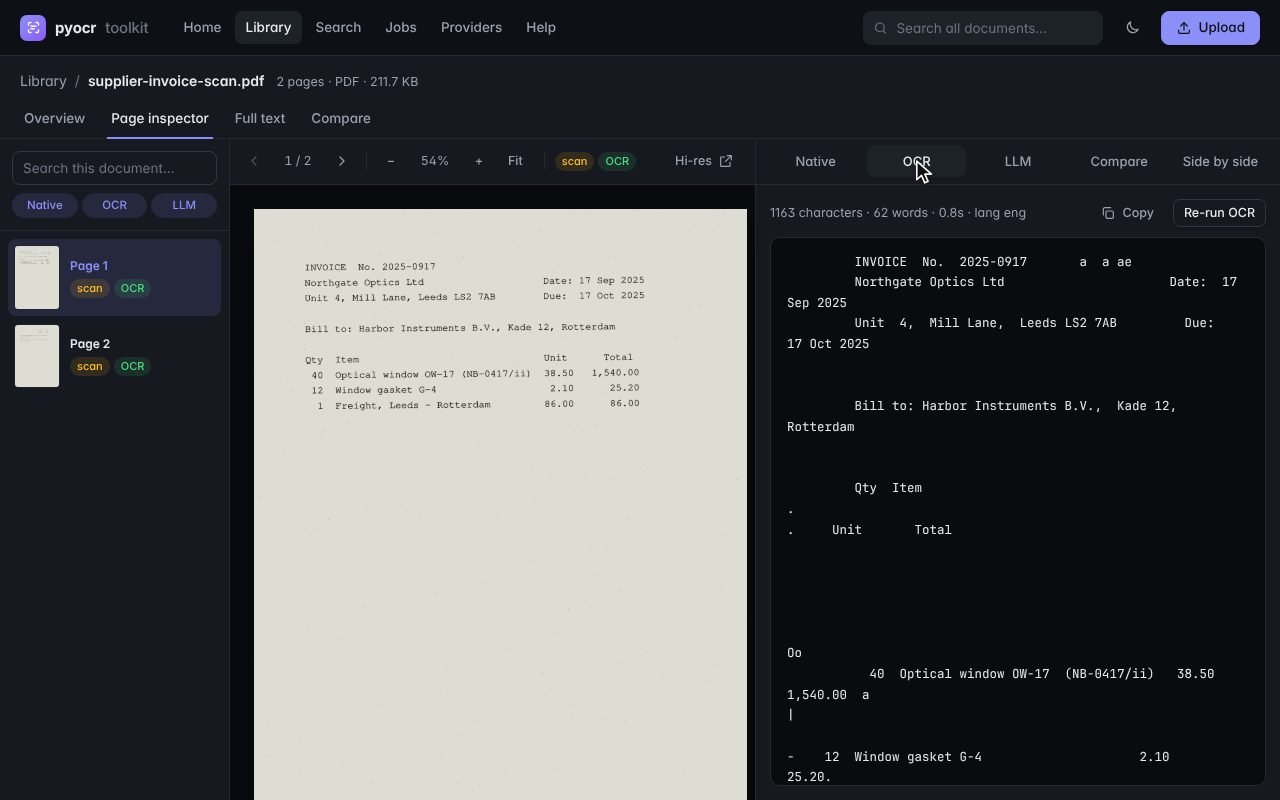 pyocr toolkit
Home Library Search Jobs Providers Help
Search all documents...
Upload
Library / supplier-invoice-scan.pdf 2 pages · PDF · 211.7 KB
Overview Page inspector Full text Compare
Search this document...
Native OCR LLM
Page 1
scan OCR
Page 2
scan OCR
1 / 2 − 54% + Fit scan OCR Hi-res
INVOICE No. 2025-0917
Northgate Optics Ltd Date: 17 Sep 2025
Unit 4, Mill Lane, Leeds LS2 7AB Due: 17 Oct 2025
Bill to: Harbor Instruments B.V., Kade 12, Rotterdam
Qty Item Unit Total
40 Optical window OW-17 (NB-0417/ii) 38.50 1,540.00
12 Window gasket G-4 2.10 25.20
1 Freight, Leeds - Rotterdam 86.00 86.00
Native OCR LLM Compare Side by side
1163 characters · 62 words · 0.8s · lang eng Copy Re-run OCR
INVOICE No. 2025-0917 a a ae
Northgate Optics Ltd Date: 17
Sep 2025
Unit 4, Mill Lane, Leeds LS2 7AB Due:
17 Oct 2025
Bill to: Harbor Instruments B.V., Kade 12,
Rotterdam
Qty Item
.
. Unit Total
Oo
40 Optical window OW-17 (NB-0417/ii) 38.50
1,540.00 a
|
- 12 Window gasket G-4 2.10
25.20.